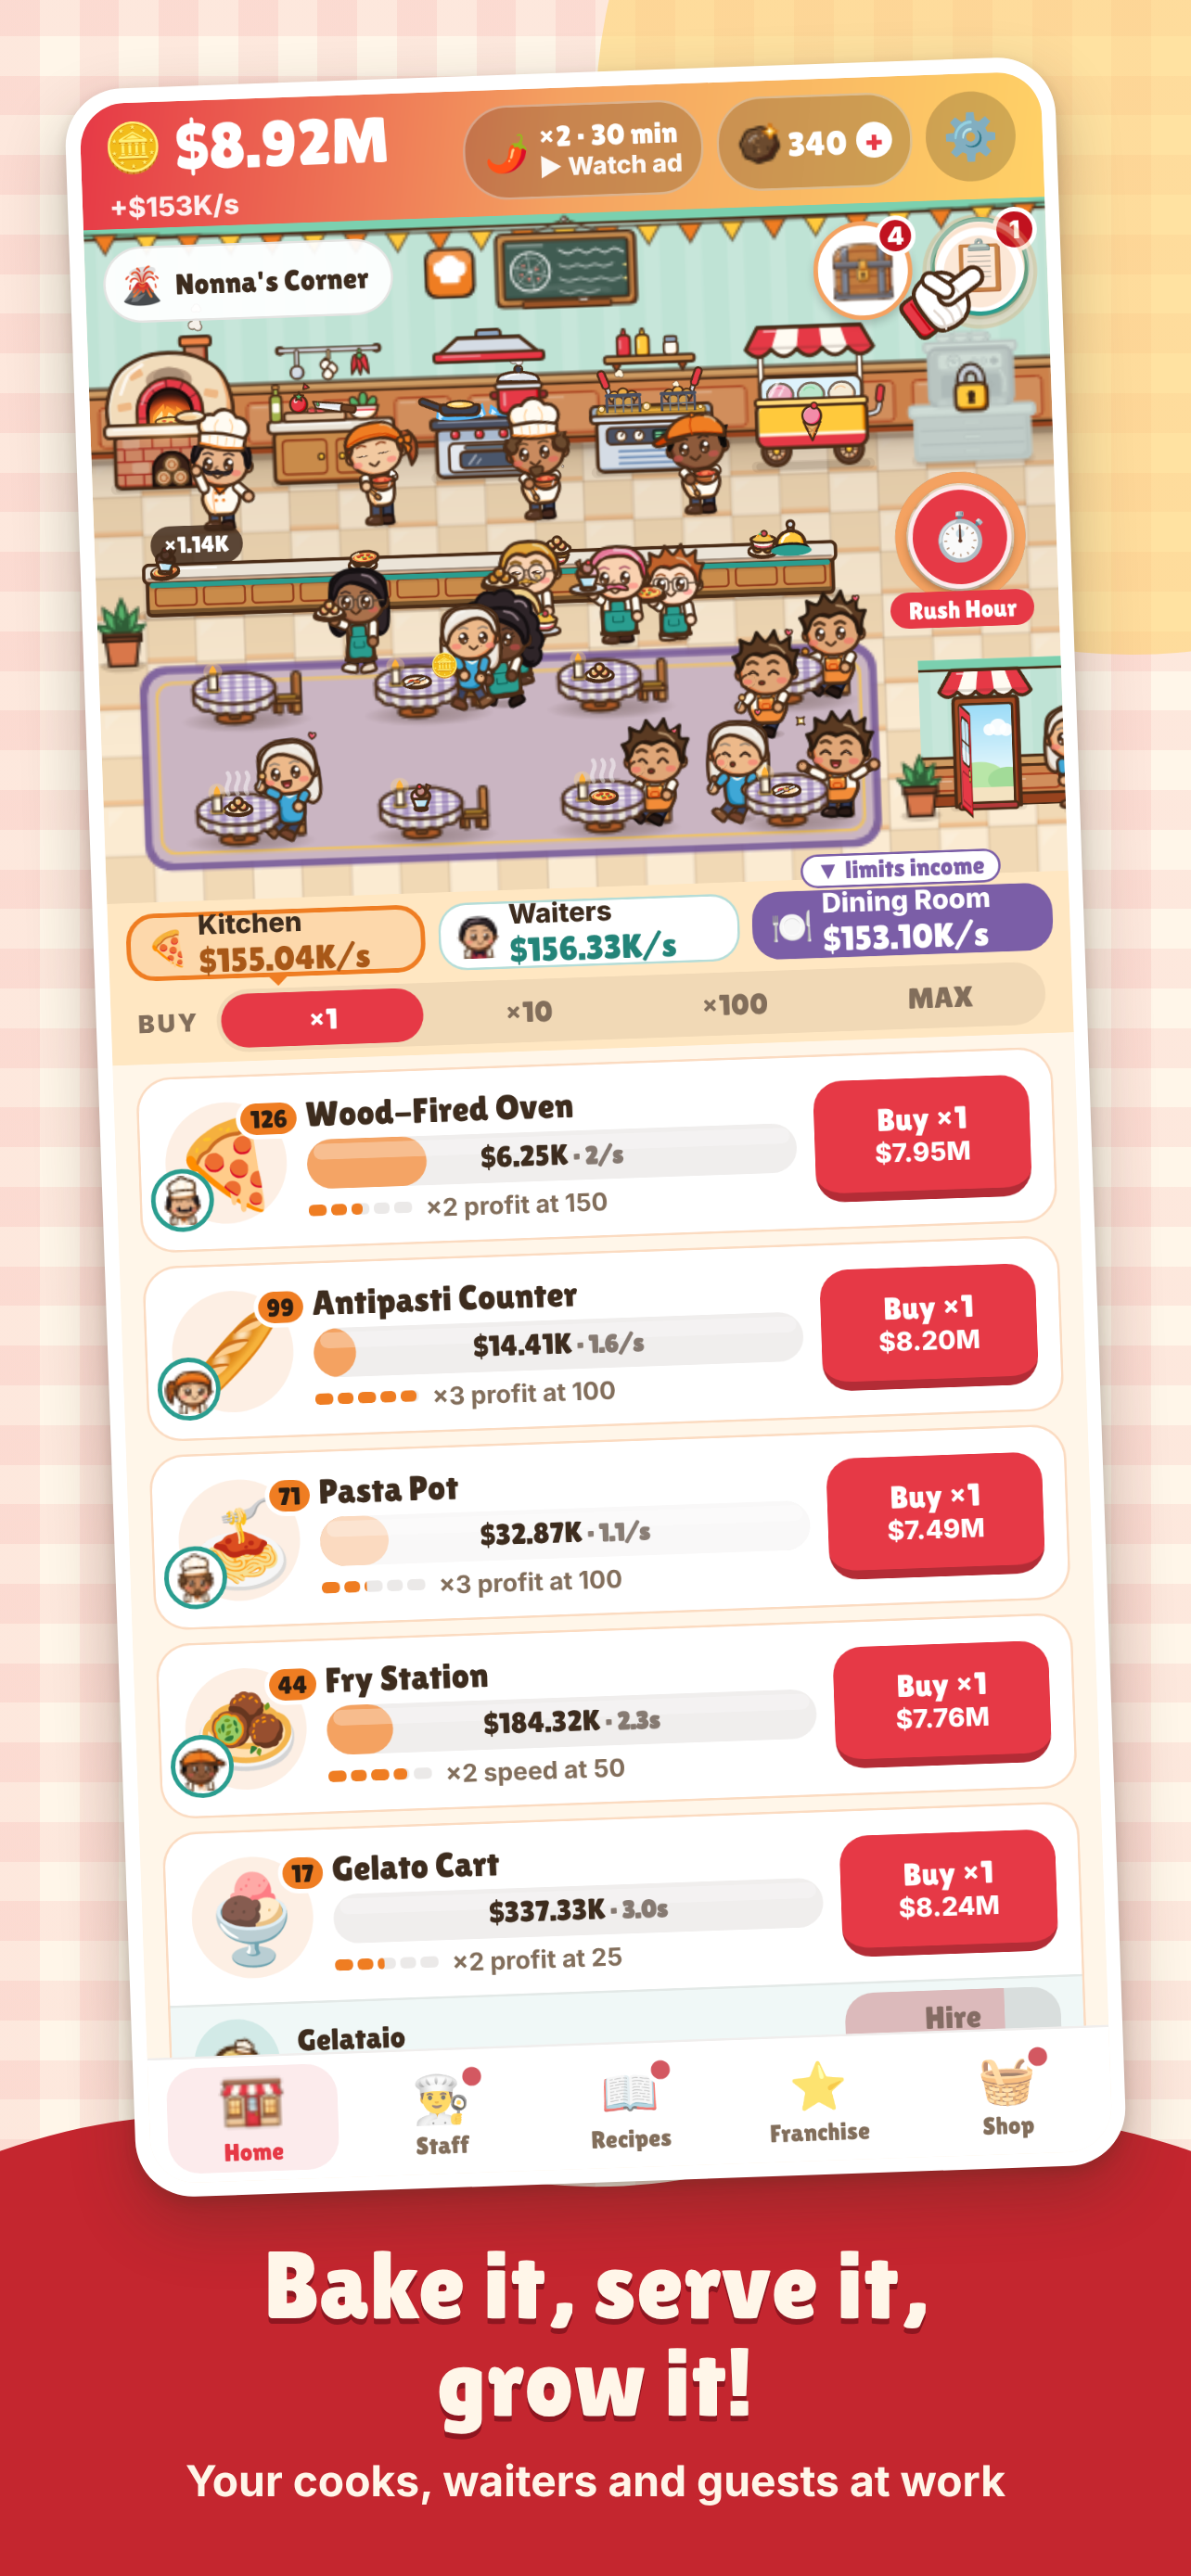 $8.92M
+$153K/s
×2 · 30 min
▶ Watch ad
340 +
4
1
Nonna's Corner
×1.14K
Rush Hour
▼ limits income
Kitchen
$155.04K/s
Waiters
$156.33K/s
Dining Room
$153.10K/s
BUY ×1 ×10 ×100 MAX
126 Wood-Fired Oven
$6.25K · 2/s
×2 profit at 150
Buy ×1
$7.95M
99 Antipasti Counter
$14.41K · 1.6/s
×3 profit at 100
Buy ×1
$8.20M
71 Pasta Pot
$32.87K · 1.1/s
×3 profit at 100
Buy ×1
$7.49M
44 Fry Station
$184.32K · 2.3s
×2 speed at 50
Buy ×1
$7.76M
17 Gelato Cart
$337.33K · 3.0s
×2 profit at 25
Buy ×1
$8.24M
Gelataio
Hire
Home
Staff
Recipes
Franchise
Shop
Bake it, serve it,
grow it!
Your cooks, waiters and guests at work